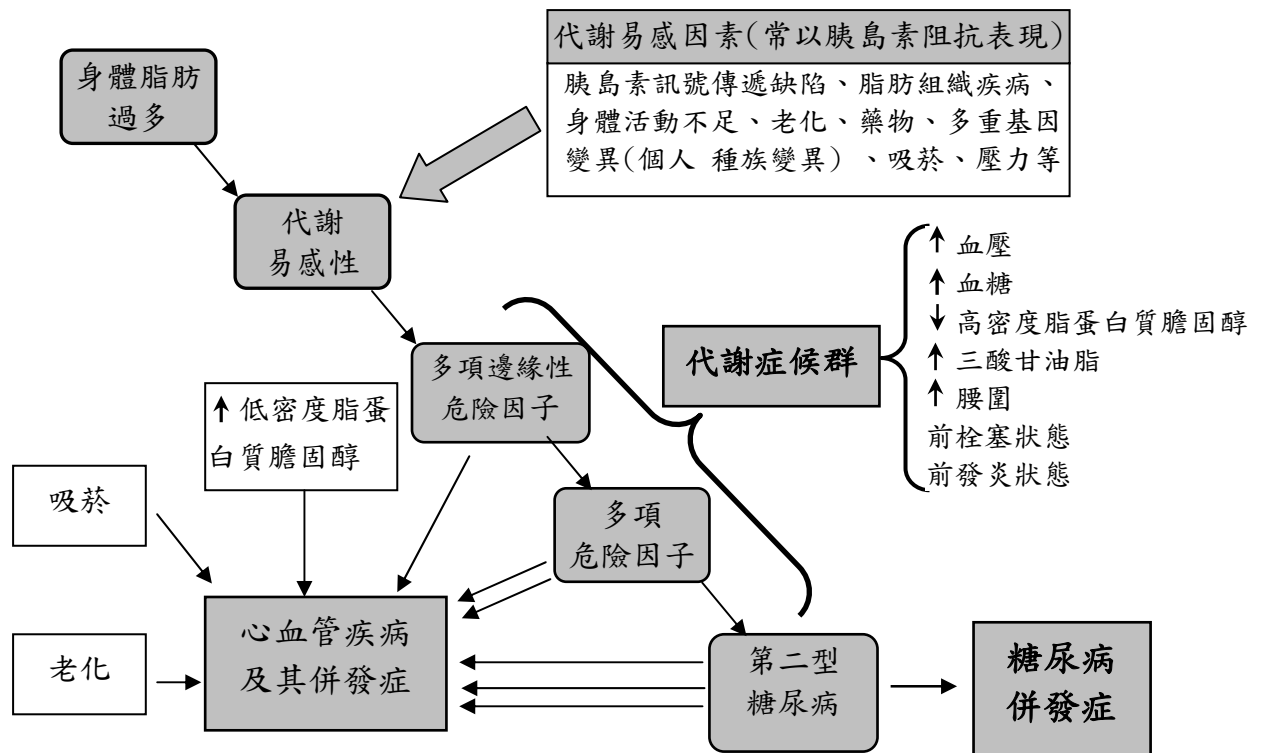 代謝易感因素(常以胰島素阻抗表現)
胰島素訊號傳遞缺陷、脂肪組織疾病、
身體活動不足、老化、藥物、多重基因
變異(個人 種族變異) 、吸菸、壓力等
身體脂肪
過多
代謝
易感性
多項邊緣性
危險因子
代謝症候群
↑ 血壓
↑ 血糖
↓ 高密度脂蛋白質膽固醇
↑ 三酸甘油脂
↑ 腰圍
前栓塞狀態
前發炎狀態
↑ 低密度脂蛋
白質膽固醇
吸菸
多項
危險因子
心血管疾病
及其併發症
老化
第二型
糖尿病
糖尿病
併發症